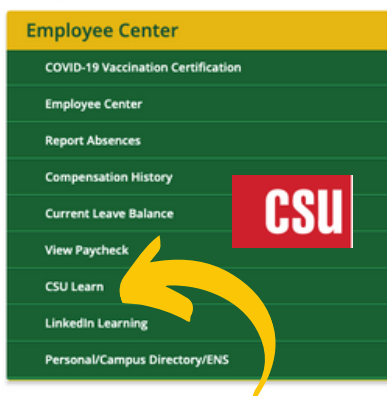 Employee Center
COVID-19 Vaccination Certification
Employee Center
Report Absences
Compensation History
Current Leave Balance
CSU
View Paycheck
CSU Learn
LinkedIn Learning
Personal/Campus Directory/ENS